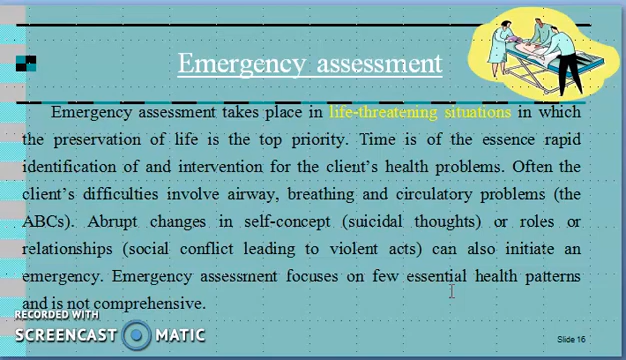 Emergency assessment
Emergency assessment takes place in life-threatening situations in which
the preservation of life is the top priority. Time is of the essence rapid
identification of and intervention for the client's health problems. Often the
client's difficulties involve airway, breathing and circulatory problems (the
ABCs). Abrupt changes in self-concept (suicidal thoughts) or roles or
relationships (social conflict leading to violent acts) can also initiate an
emergency. Emergency assessment focuses on few essential health patterns
and is not comprehensive.
RECORDED WITH
SCREENCAST MATIC
Slide 16